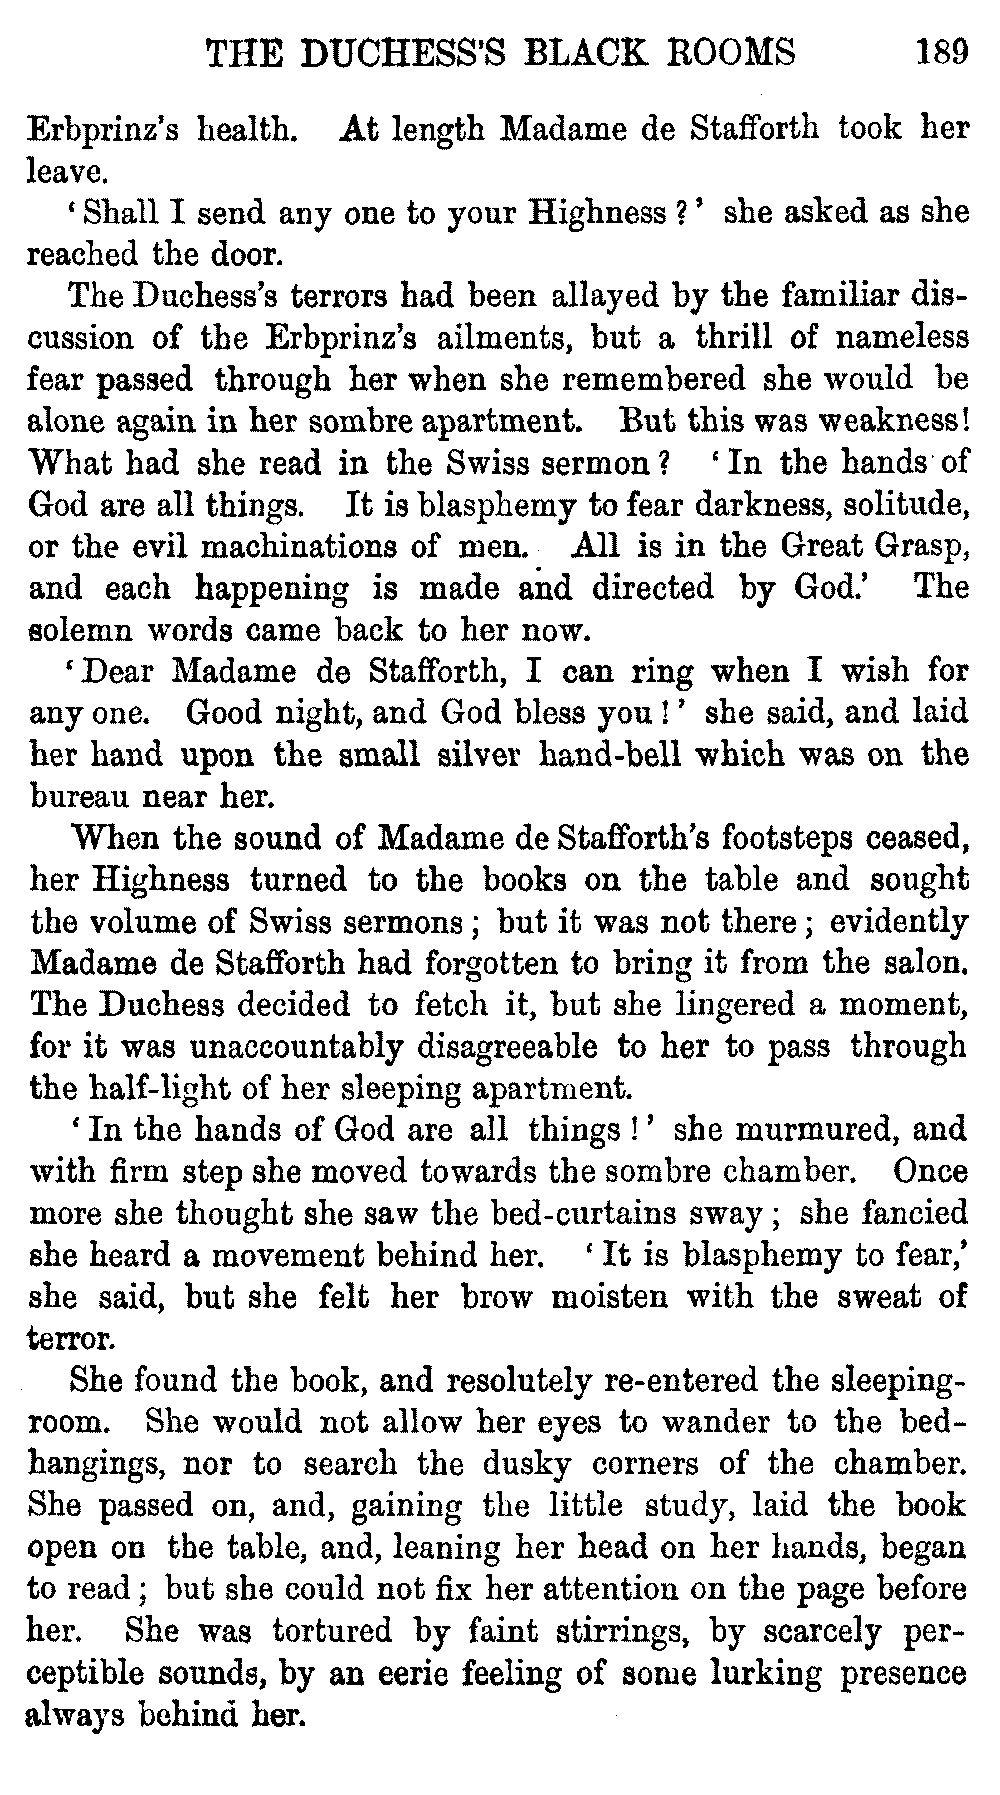 THE DUCHESS'S BLACK ROOMS 189
Erbprinz's health. At length Madame de Stafforth took her
leave.
‘Shall I send any one to your Highness?’ she asked as she
reached the door.
The Duchess's terrors had been allayed by the familiar dis-
cussion of the Erbprinz's ailments, but a thrill of nameless
fear passed through her when she remembered she would be
alone again in her sombre apartment. But this was weakness!
What had she read in the Swiss sermon? ‘In the hands of
God are all things. It is blasphemy to fear darkness, solitude,
or the evil machinations of men. All is in the Great Grasp,
and each happening is made and directed by God.’ The
solemn words came back to her now.
‘Dear Madame de Stafforth, I can ring when I wish for
any one. Good night, and God bless you!’ she said, and laid
her hand upon the small silver hand-bell which was on the
bureau near her.
When the sound of Madame de Stafforth's footsteps ceased,
her Highness turned to the books on the table and sought
the volume of Swiss sermons; but it was not there; evidently
Madame de Stafforth had forgotten to bring it from the salon.
The Duchess decided to fetch it, but she lingered a moment,
for it was unaccountably disagreeable to her to pass through
the half-light of her sleeping apartment.
‘In the hands of God are all things!’ she murmured, and
with firm step she moved towards the sombre chamber. Once
more she thought she saw the bed-curtains sway; she fancied
she heard a movement behind her. ‘It is blasphemy to fear,’
she said, but she felt her brow moisten with the sweat of
terror.
She found the book, and resolutely re-entered the sleeping-
room. She would not allow her eyes to wander to the bed-
hangings, nor to search the dusky corners of the chamber.
She passed on, and, gaining the little study, laid the book
open on the table, and, leaning her head on her hands, began
to read; but she could not fix her attention on the page before
her. She was tortured by faint stirrings, by scarcely per-
ceptible sounds, by an eerie feeling of some lurking presence
always behind her.